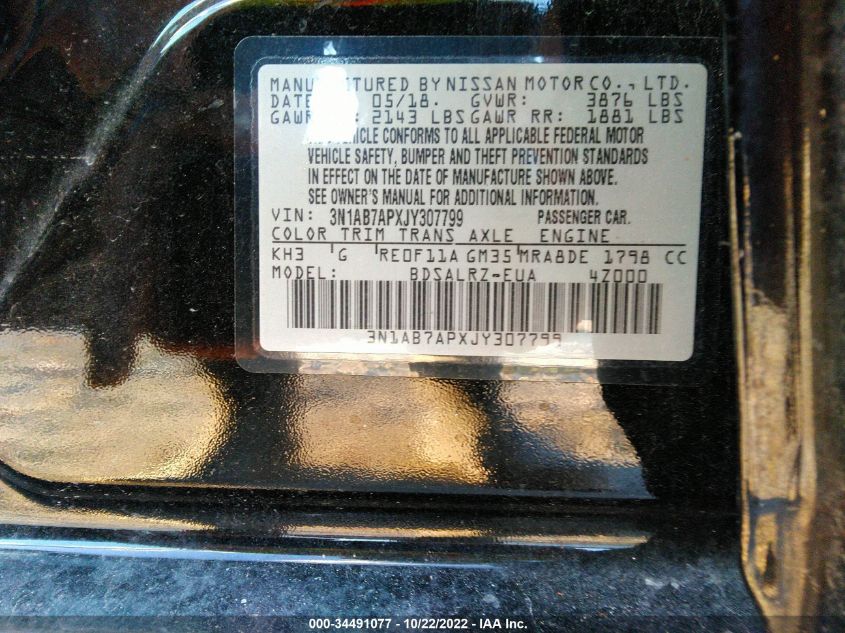 MANUFACTURED BY NISSAN MOTOR CO., LTD.
DATE 05/18. GVWR: 3876 LBS
GAWR 2143 LBS GAWR RR: 1881 LBS
VEHICLE CONFORMS TO ALL APPLICABLE FEDERAL MOTOR
VEHICLE SAFETY, BUMPER AND THEFT PREVENTION STANDARDS
IN EFFECT ON THE DATE OF MANUFACTURE SHOWN ABOVE.
SEE OWNER'S MANUAL FOR ADDITIONAL INFORMATION.
VIN: 3N1AB7APXJY307799 PASSENGER CAR.
COLOR TRIM TRANS AXLE ENGINE
KH3 G RE0F11A GM35 MRA8DE 1798 CC
MODEL: BDSALRZ-EUA 4Z000
3N1AB7APXJY307799
000-34491077 - 10/22/2022 - IAA Inc.